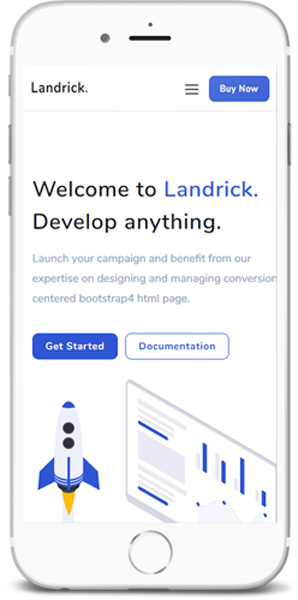 Landrick.
Buy Now
Welcome to Landrick.
Develop anything.
Launch your campaign and benefit from our
expertise on designing and managing conversion
centered bootstrap4 html page.
Get Started
Documentation